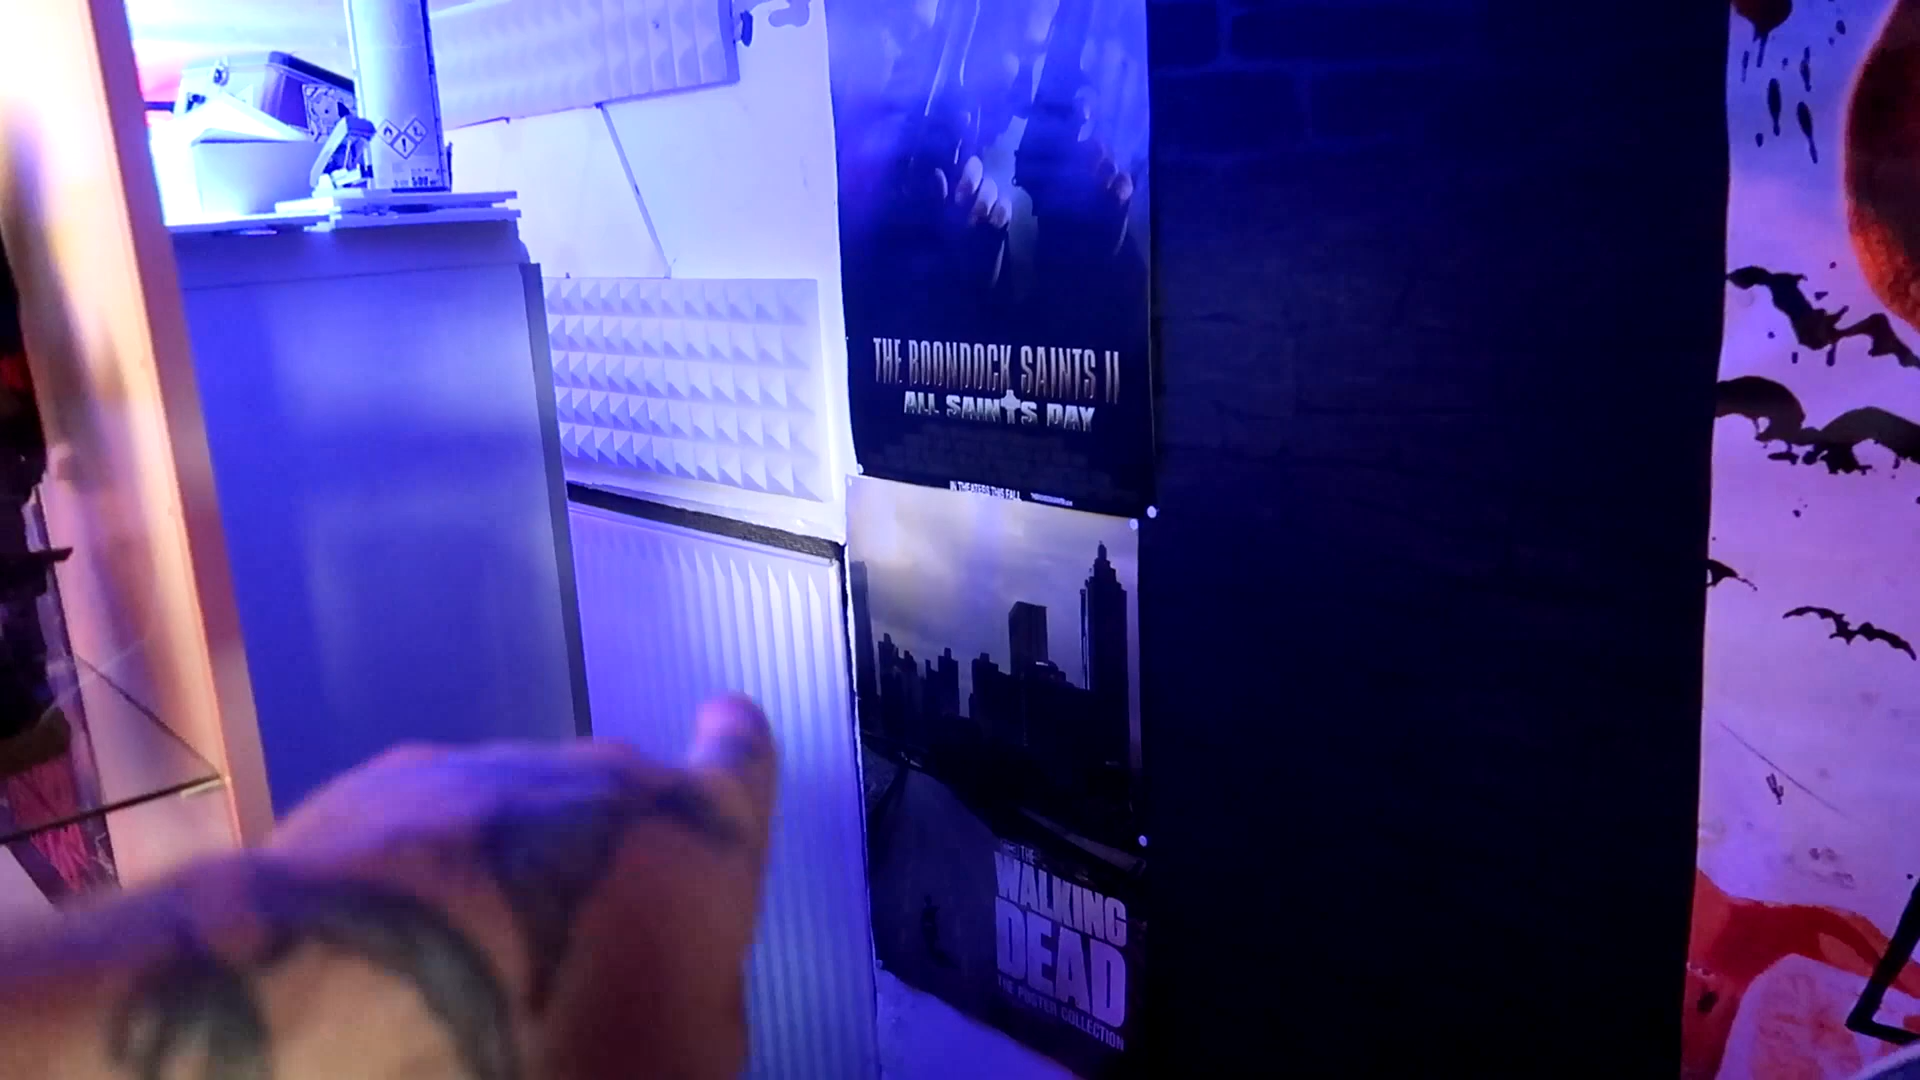 THE BOONDOCK SAINTS II
ALL SAINTS DAY
IN THEATERS THIS FALL
THE
WALKING
DEAD
THE POSTER COLLECTION